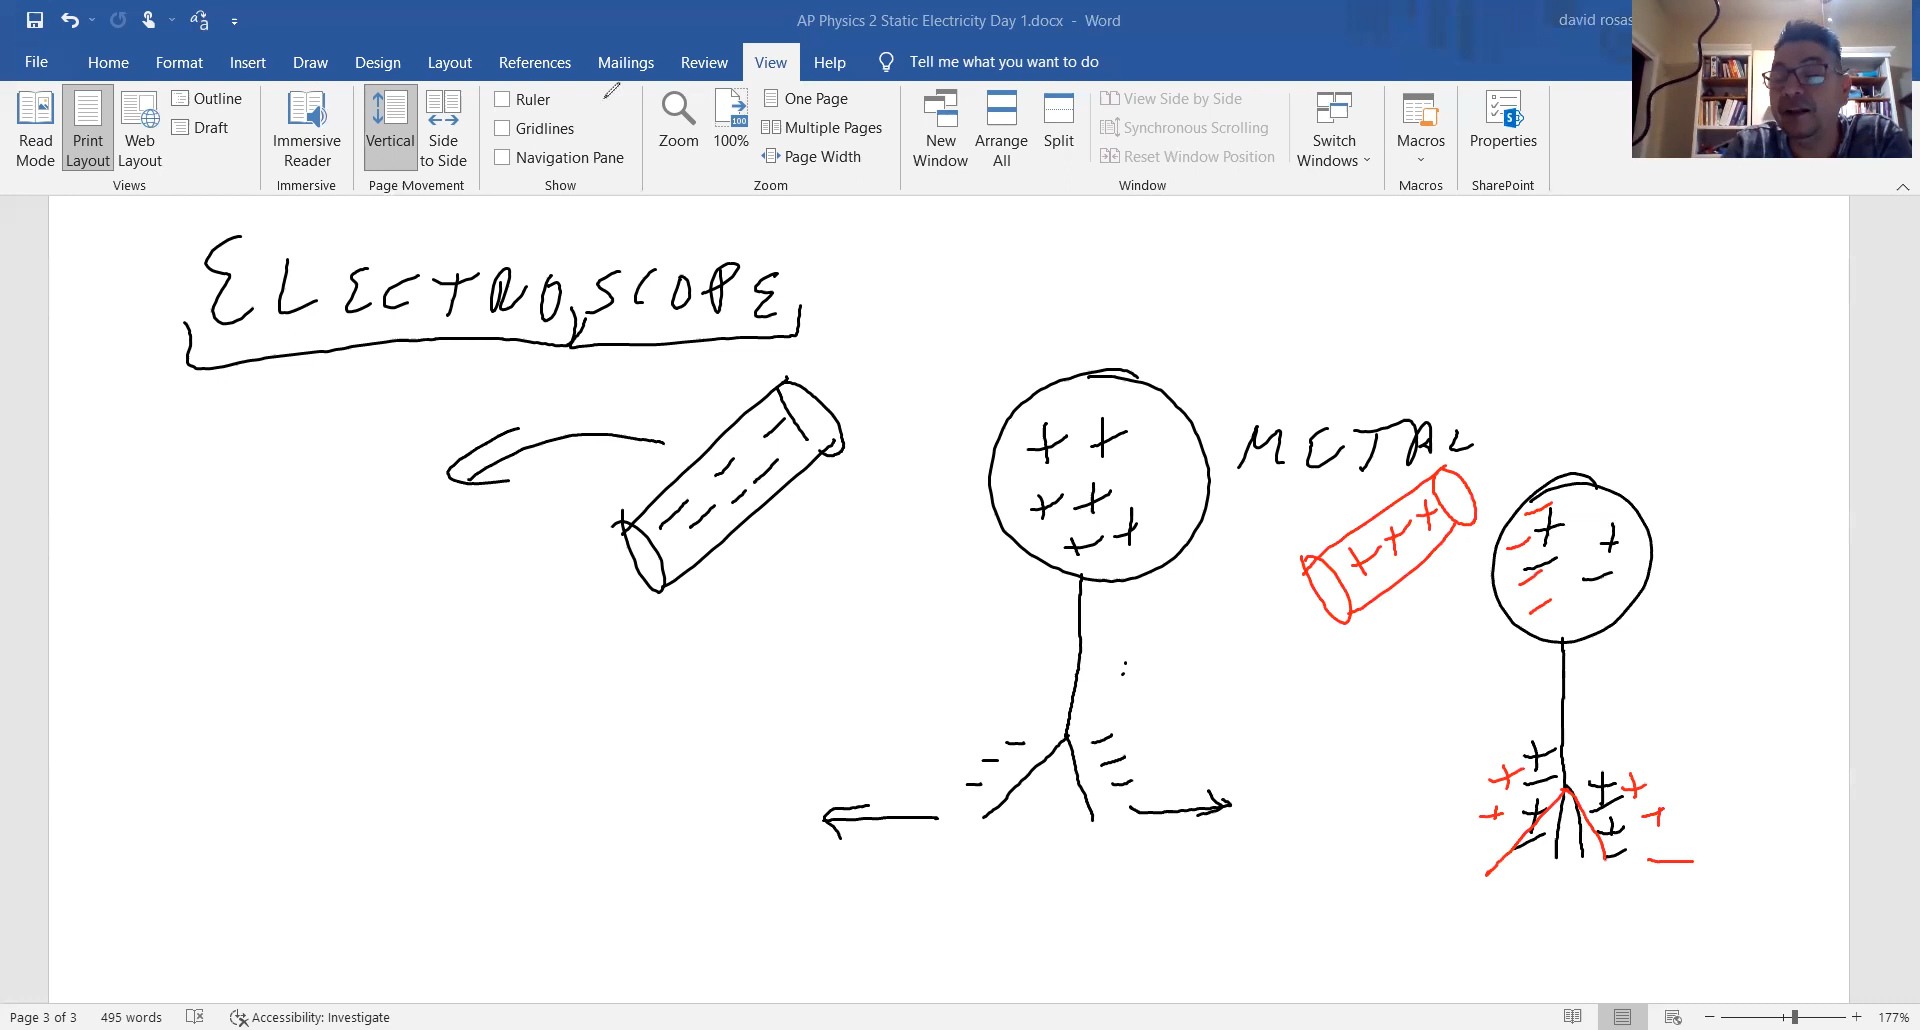 AP Physics 2 Static Electricity Day 1.docx - Word
david rosas
File Home Format Insert Draw Design Layout References Mailings Review View Help Tell me what you want to do
Read Mode
Print Layout
Web Layout
Outline
Draft
Views
Immersive Reader
Immersive
Vertical
Side to Side
Page Movement
Ruler
Gridlines
Navigation Pane
Show
Zoom
100
100%
One Page
Multiple Pages
Page Width
Zoom
New Window
Arrange All
Split
View Side by Side
Synchronous Scrolling
Reset Window Position
Window
Switch Windows
Macros
Macros
Properties
SharePoint
ELECTROSCOPE
METAL
Page 3 of 3 495 words Accessibility: Investigate 177%